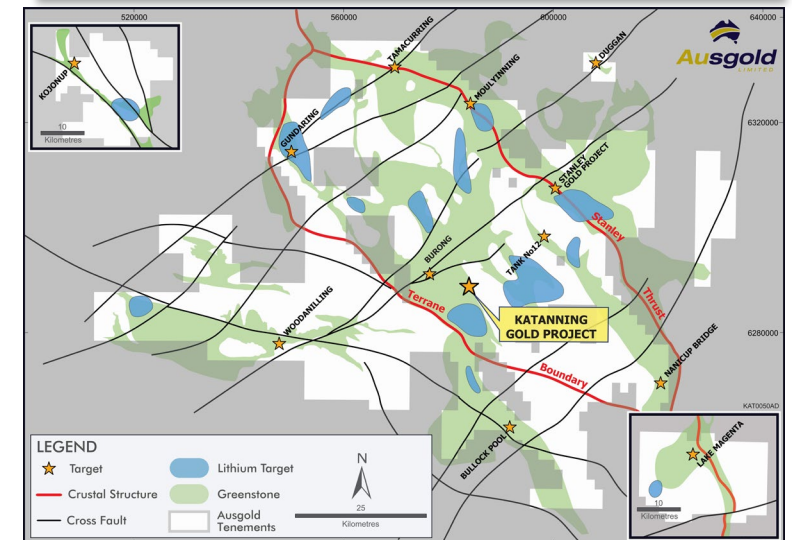 520000
560000
800000
640000
6320000
6280000
Ausgold
LIMITED
KOJONUP
10
Kilometres
TAMACURRING
MOULYINNING
DUGGAN
GUNDARING
STANLEY
GOLD PROJECT
Stanley
Thrust
BURONG
TANK No12
Terrane
Boundary
KATANNING
GOLD PROJECT
WOODANILLING
NANICUP BRIDGE
BULLOCK POOL
KAT0050AD
LEGEND
Target
Lithium Target
Crustal Structure
Greenstone
Cross Fault
Ausgold
Tenements
N
25
Kilometres
LAKE MAGENTA
10
Kilometres